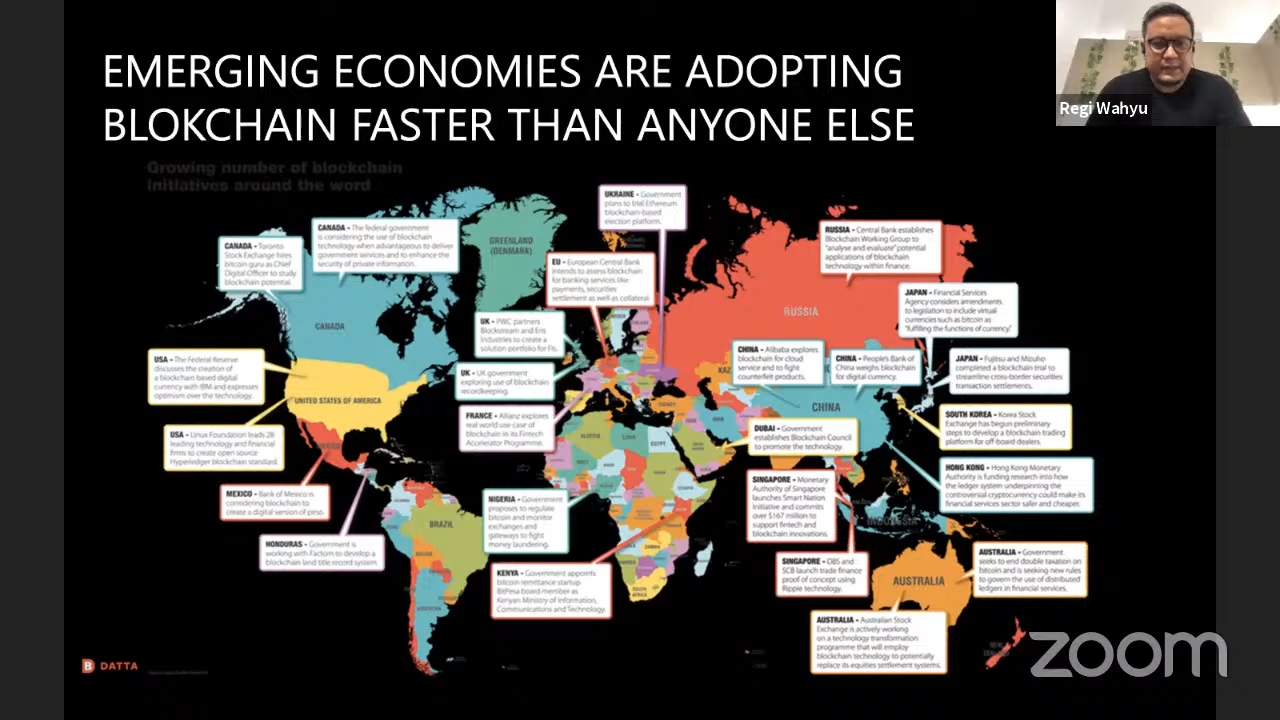 EMERGING ECONOMIES ARE ADOPTING
BLOKCHAIN FASTER THAN ANYONE ELSE
Regi Wahyu
Growing number of blockchain
initiatives around the word
UKRAINE - Government
plans to trial Ethereum
blockchain-based
election platform.
CANADA - Toronto
Stock Exchange hires
bitcoin guru as Chief
Digital Officer to study
blockchain potential.
CANADA - The federal government
is considering the use of blockchain
technology when advantageous to deliver
government services and to enhance the
security of private information.
GREENLAND
(DENMARK)
EU - European Central Bank
intends to assess blockchain
for banking services like
payments, securities
settlement as well as collateral.
RUSSIA - Central Bank establishes
Blockchain Working Group to
"analyse and evaluate" potential
applications of blockchain
technology within finance.
JAPAN - Financial Services
Agency considers amendments
to legislation to include virtual
currencies such as bitcoin as
"fulfilling the functions of currency."
RUSSIA
CANADA
UK - PWC partners
Blockstream and Eris
Industries to create a
solution portfolio for FIs.
USA - The Federal Reserve
discusses the creation of
a blockchain based digital
currency with IBM and expresses
optimism over the technology.
UK - UK government
exploring use of blockchain
recordkeeping.
CHINA - Alibaba explores
blockchain for cloud
service and to fight
counterfeit products.
CHINA - People's Bank of
China weighs blockchain
for digital currency.
JAPAN - Fujitsu and Mizuho
completed a blockchain trial to
streamline cross-border securities
transaction settlements.
UNITED STATES OF AMERICA
CHINA
FRANCE - Allianz explores
real world use case of
blockchain in its Fintech
Accelerator Programme.
SOUTH KOREA - Korea Stock
Exchange has begun preliminary
steps to develop a blockchain trading
platform for off-board dealers.
USA - Linux Foundation leads 28
leading technology and financial
firms to create open source
Hyperledger blockchain standard.
DUBAI - Government
establishes Blockchain Council
to promote the technology.
ALGERIA
LIBYA
EGYPT
HONG KONG - Hong Kong Monetary
Authority is funding research into how
the ledger system underpinning the
controversial cryptocurrency could make its
financial services sector safer and cheaper.
MEXICO - Bank of Mexico is
considering blockchain to
create a digital version of peso.
NIGERIA - Government
proposes to regulate
bitcoin and monitor
exchanges and
gateways to fight
money laundering.
SINGAPORE - Monetary
Authority of Singapore
launches Smart Nation
Initiative and commits
over $167 million to
support fintech and
blockchain innovations.
BRAZIL
INDONESIA
HONDURAS - Government is
working with Factom to develop a
blockchain land title record system.
KENYA - Government appoints
bitcoin remittance startup
BitPesa board member as
Kenyan Ministry of Information,
Communications and Technology.
SINGAPORE - DBS and
SCB launch trade finance
proof of concept using
Ripple technology.
AUSTRALIA
AUSTRALIA - Government
seeks to end double taxation on
bitcoin and is seeking new rules
to govern the use of distributed
ledgers in financial services.
AUSTRALIA - Australian Stock
Exchange is actively working
on a technology transformation
programme that will employ
blockchain technology to potentially
replace its equities settlement systems.
B DATTA
zoom